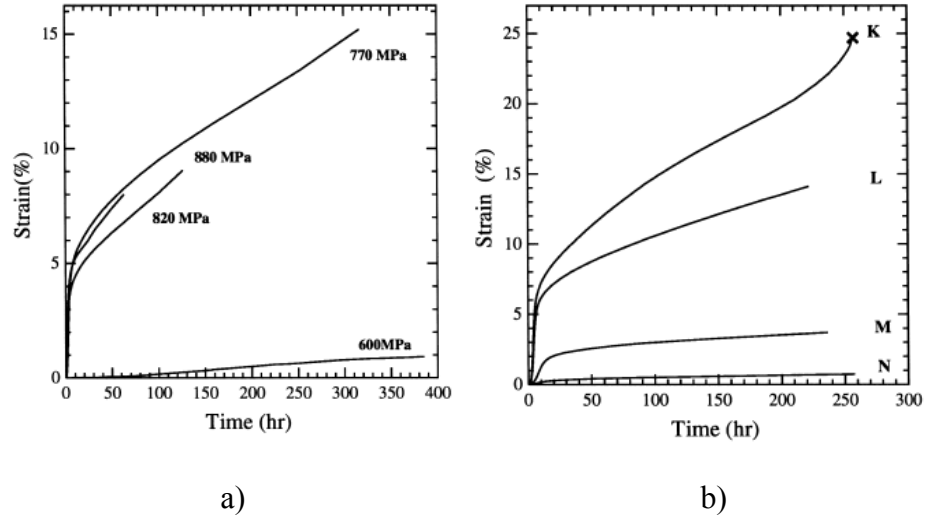 15
10
5
0
Strain(%)
770 MPa
880 MPa
820 MPa
600MPa
0 50 100 150 200 250 300 350 400
Time (hr)
a)
25
20
15
10
5
0
Strain (%)
K
L
M
N
0 50 100 150 200 250 300
Time (hr)
b)